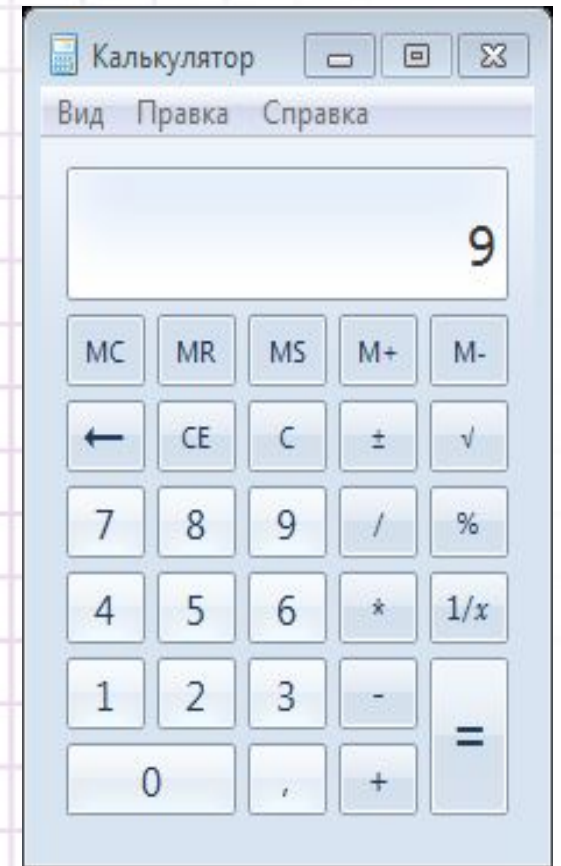 Калькулятор
Вид Правка Справка
9
MC MR MS M+ M-
← CE C ± √
7 8 9 / %
4 5 6 * 1/x
1 2 3 - =
0 , +